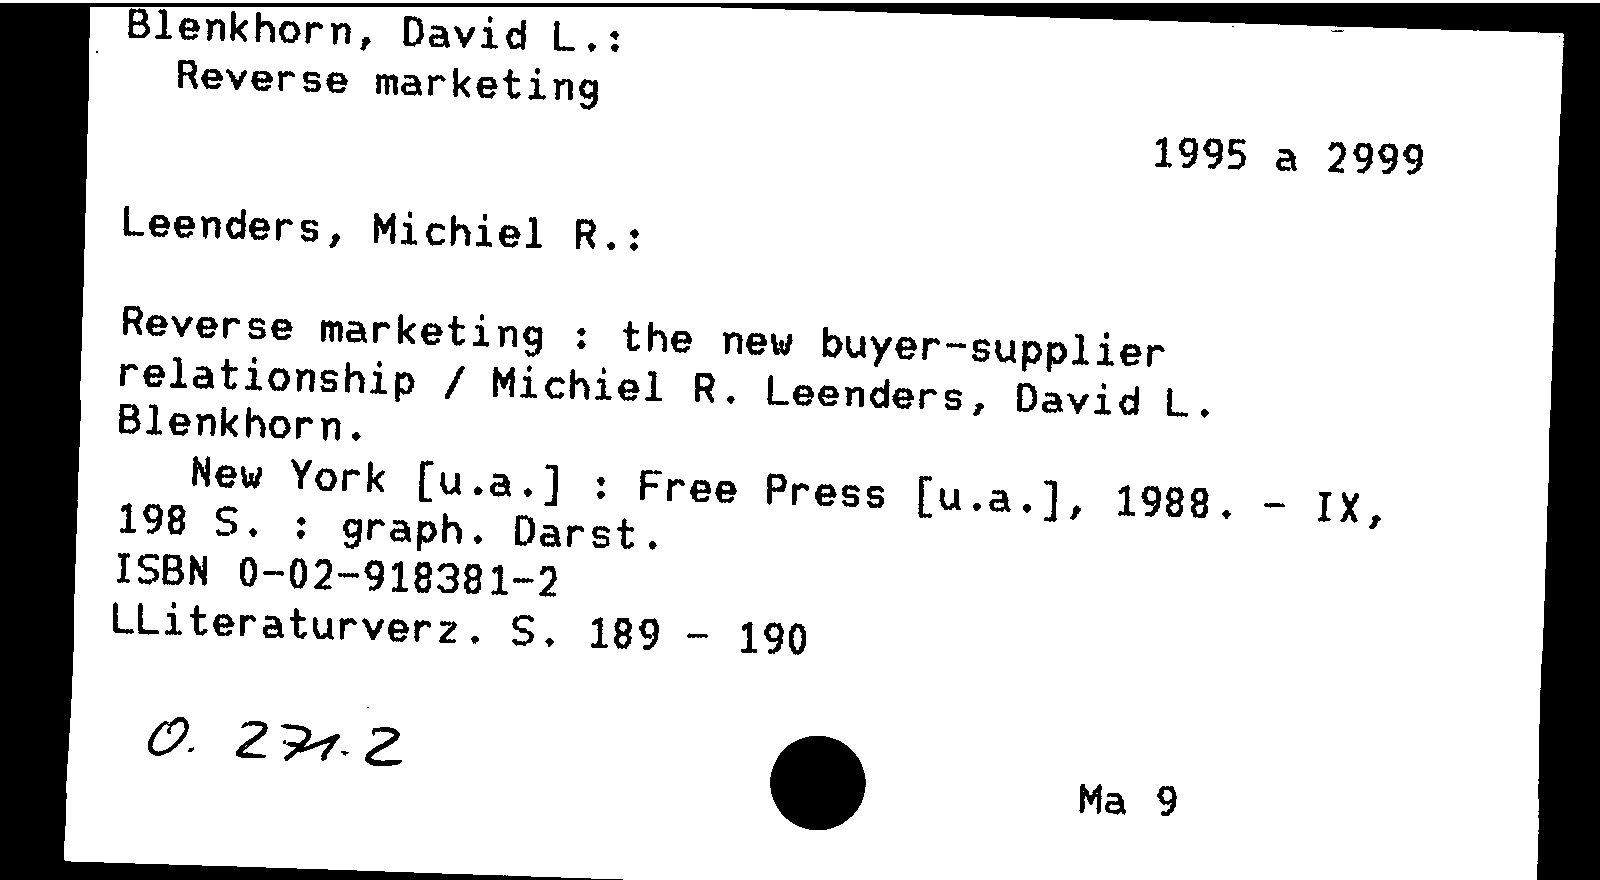 Blenkhorn, David L.:
Reverse marketing
1995 a 2999
Leenders, Michiel R.:
Reverse marketing : the new buyer-supplier
relationship / Michiel R. Leenders, David L.
Blenkhorn.
New York [u.a.] : Free Press [u.a.], 1988. - IX,
198 S. : graph. Darst.
ISBN 0-02-918381-2
LLiteraturverz. S. 189 - 190
O. 271.2
Ma 9